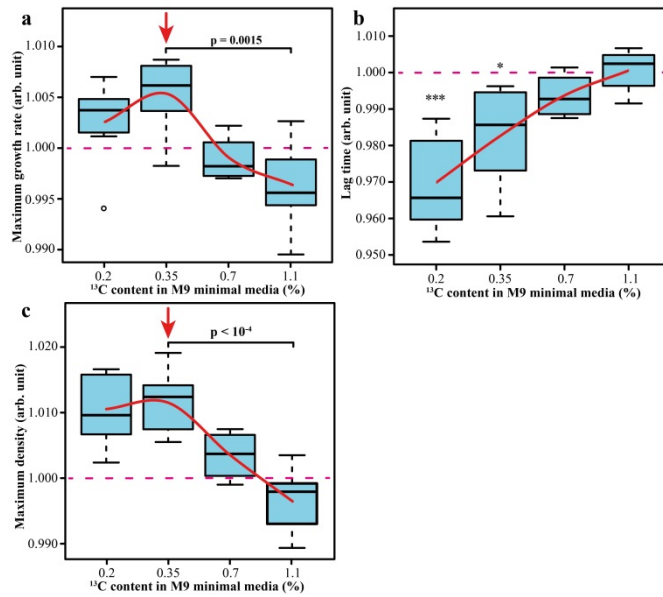 a
p = 0.0015
Maximum growth rate (arb. unit)
1.010
1.005
1.000
0.995
0.990
0.2 0.35 0.7 1.1
¹³C content in M9 minimal media (%)
b
Lag time (arb. unit)
1.000
0.990
0.980
0.970
0.960
0.950
***
*
0.2 0.35 0.7 1.1
¹³C content in M9 minimal media (%)
c
p < 10⁻⁴
Maximum density (arb. unit)
1.020
1.010
1.000
0.990
0.2 0.35 0.7 1.1
¹³C content in M9 minimal media (%)